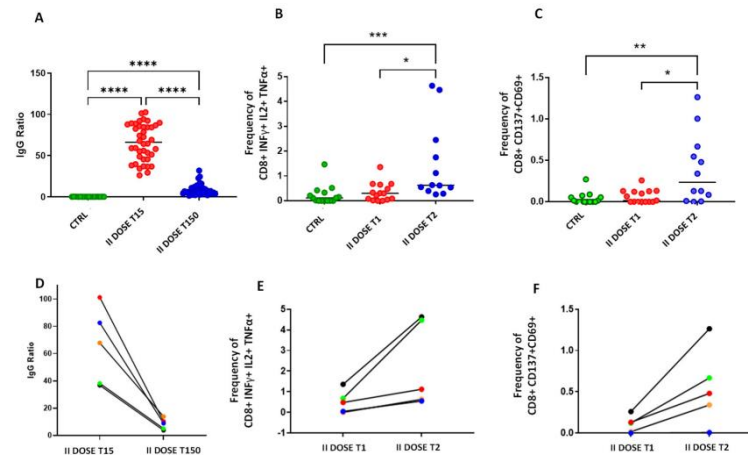 A
****
****
****
IgG Ratio
150
100
50
0
CTRL
II DOSE T15
II DOSE T150
B
***
*
Frequency of
CD8+ INFγ+ IL2+ TNFα+
5
4
3
2
1
0
CTRL
II DOSE T1
II DOSE T2
C
**
*
Frequency of
CD8+ CD137+CD69+
1.5
1.0
0.5
0.0
CTRL
II DOSE T1
II DOSE T2
D
IgG Ratio
100
80
60
40
20
0
II DOSE T15
II DOSE T150
E
Frequency of
CD8+ INFγ+ IL2+ TNFα+
5
4
3
2
1
0
II DOSE T1
II DOSE T2
F
Frequency of
CD8+ CD137+CD69+
1.5
1.0
0.5
0.0
II DOSE T1
II DOSE T2